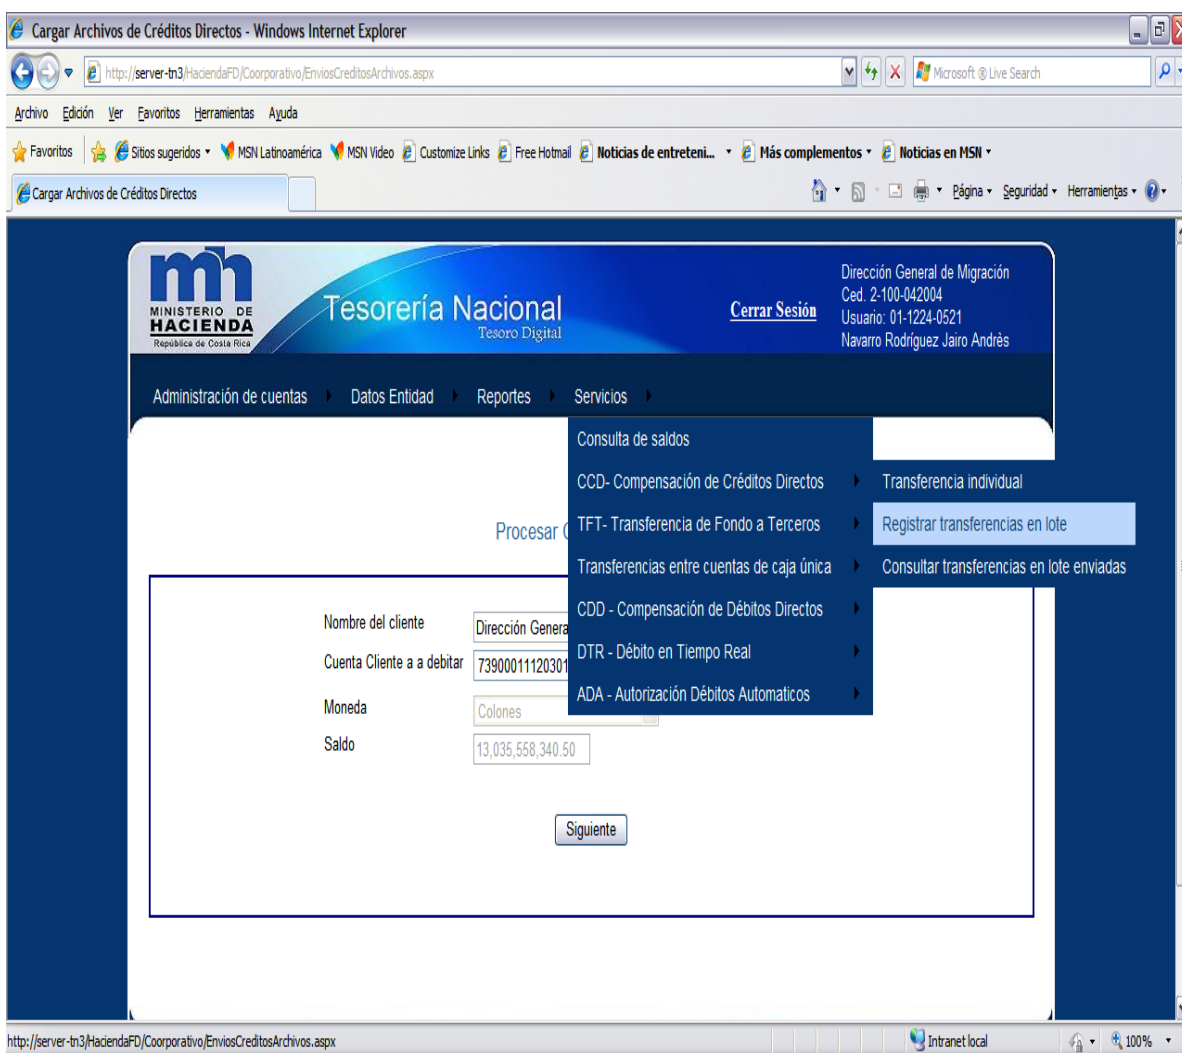 Cargar Archivos de Créditos Directos - Windows Internet Explorer
http://server-tn3/HaciendaFD/Coorporativo/EnviosCreditosArchivos.aspx
Microsoft ® Live Search
Archivo Edición Ver Favoritos Herramientas Ayuda
Favoritos Sitios sugeridos MSN Latinoamérica MSN Video Customize Links Free Hotmail Noticias de entreteni... Más complementos Noticias en MSN
Cargar Archivos de Créditos Directos
Página Seguridad Herramientas
mh
MINISTERIO DE
HACIENDA
República de Costa Rica
Tesorería Nacional
Tesoro Digital
Cerrar Sesión
Dirección General de Migración
Ced. 2-100-042004
Usuario: 01-1224-0521
Navarro Rodríguez Jairo Andrès
Administración de cuentas Datos Entidad Reportes Servicios
Consulta de saldos
CCD- Compensación de Créditos Directos
Transferencia individual
TFT- Transferencia de Fondo a Terceros
Registrar transferencias en lote
Transferencias entre cuentas de caja única
Consultar transferencias en lote enviadas
CDD - Compensación de Débitos Directos
DTR - Débito en Tiempo Real
ADA - Autorización Débitos Automaticos
Procesar
Nombre del cliente Dirección Genera
Cuenta Cliente a a debitar 73900011120301
Moneda Colones
Saldo 13,035,558,340.50
Siguiente
http://server-tn3/HaciendaFD/Coorporativo/EnviosCreditosArchivos.aspx
Intranet local
100%